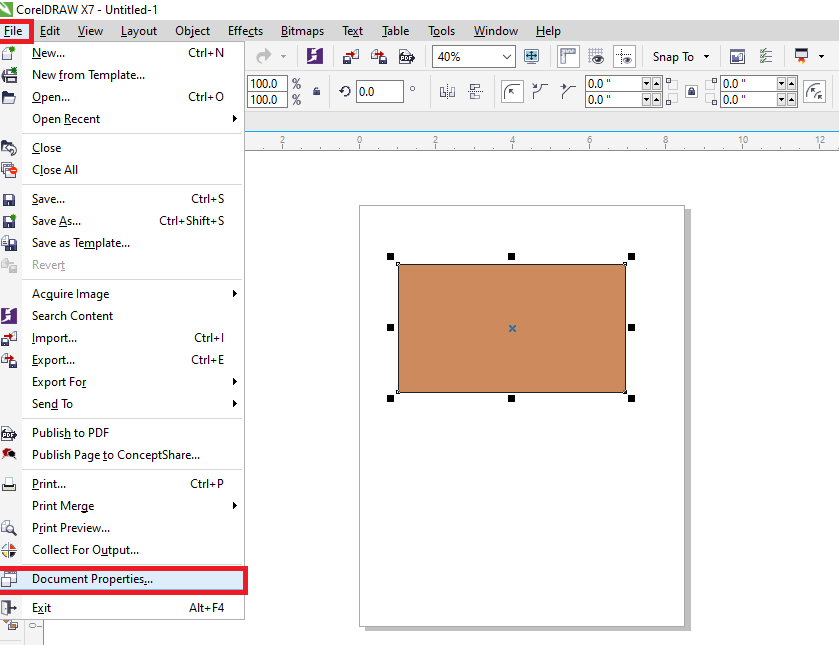 CorelDRAW X7 - Untitled-1
File Edit View Layout Object Effects Bitmaps Text Table Tools Window Help
40% Snap To
100.0 % 0.0 ° 0.0 " 0.0 "
100.0 % 0.0 " 0.0 "
2 0 2 4 6 8 10 12
New... Ctrl+N
New from Template...
Open... Ctrl+O
Open Recent
Close
Close All
Save... Ctrl+S
Save As... Ctrl+Shift+S
Save as Template...
Revert
Acquire Image
Search Content
Import... Ctrl+I
Export... Ctrl+E
Export For
Send To
Publish to PDF
Publish Page to ConceptShare...
Print... Ctrl+P
Print Merge
Print Preview...
Collect For Output...
Document Properties...
Exit Alt+F4